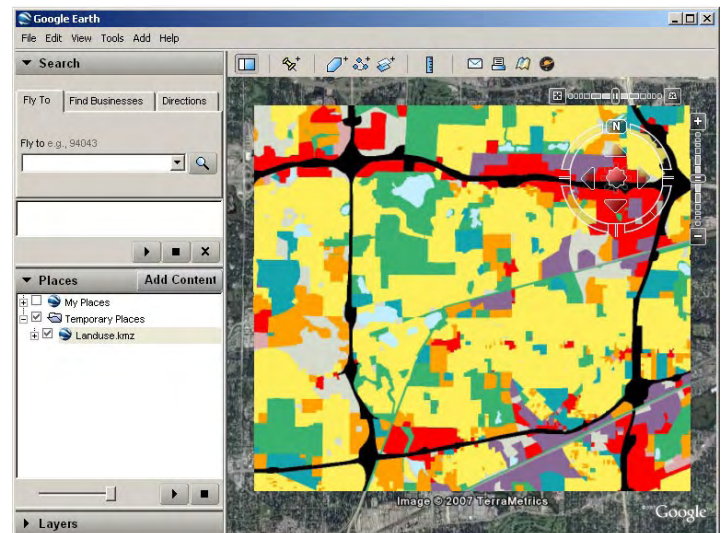 Google Earth
File Edit View Tools Add Help
Search
Fly To Find Businesses Directions
Fly to e.g., 94043
Places Add Content
My Places
Temporary Places
Landuse.kmz
Layers
N
Image © 2007 TerraMetrics
Google